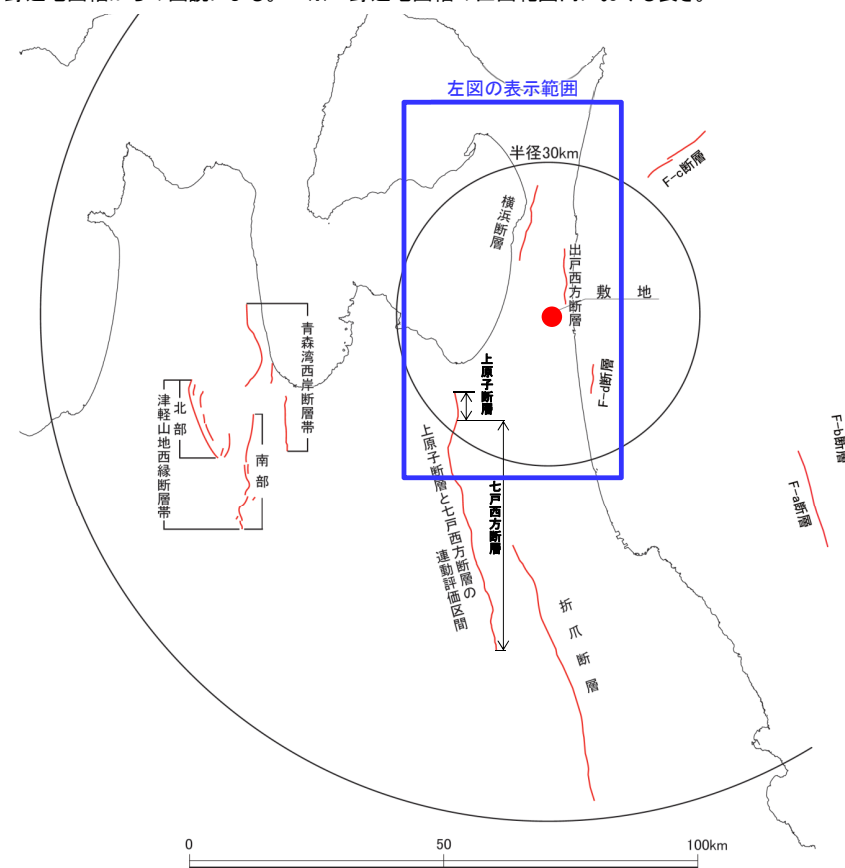 左図の表示範囲
半径30km
F-c断層
横浜断層
出戸西方断層
敷　地
青森湾西岸断層帯
上原子断層
F-d断層
北部
津軽山地西縁断層帯
南部
F-b断層
F-a断層
七戸西方断層
上原子断層と七戸西方断層の
連動評価区間
折爪断層
0　50　100km